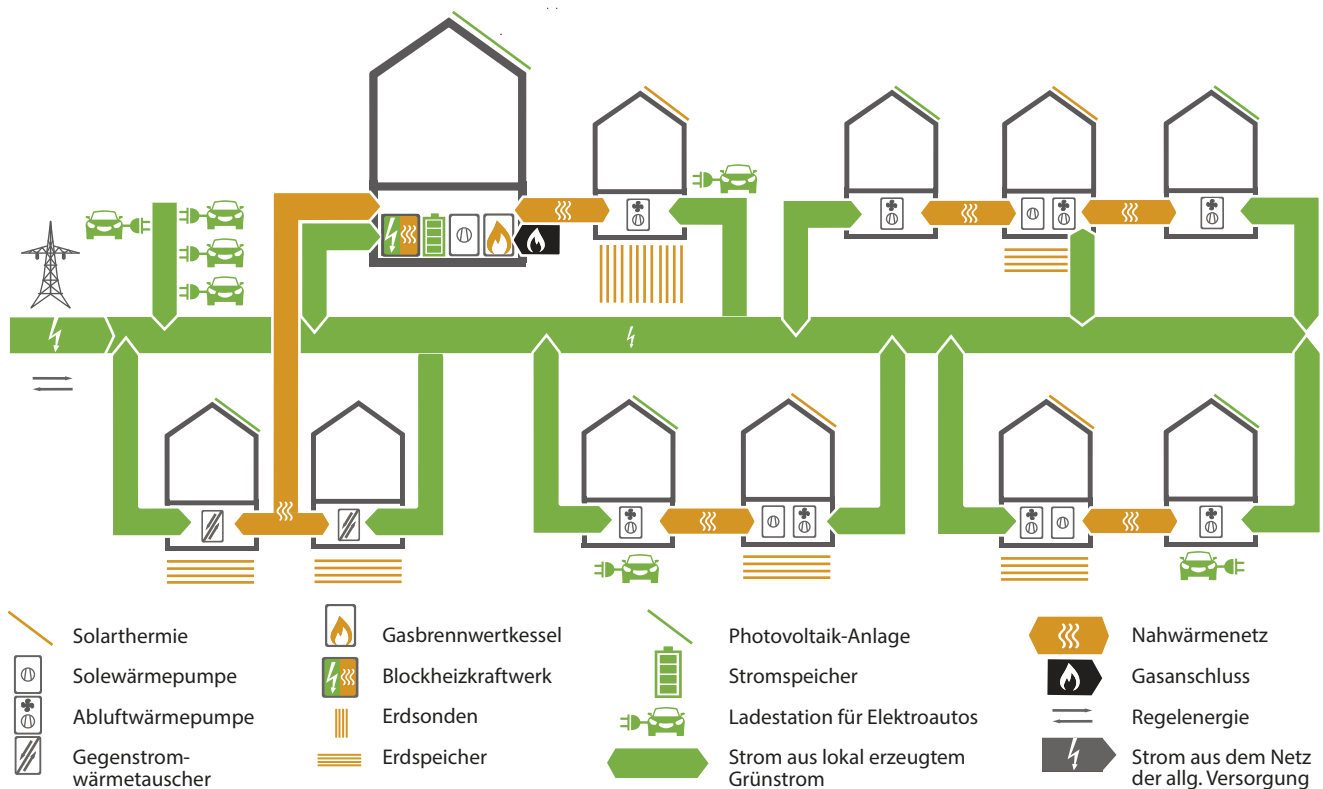 Solarthermie
Solewärmepumpe
Abluftwärmepumpe
Gegenstrom-
wärmetauscher
Gasbrennwertkessel
Blockheizkraftwerk
Erdsonden
Erdspeicher
Photovoltaik-Anlage
Stromspeicher
Ladestation für Elektroautos
Strom aus lokal erzeugtem
Grünstrom
Nahwärmenetz
Gasanschluss
Regelenergie
Strom aus dem Netz
der allg. Versorgung